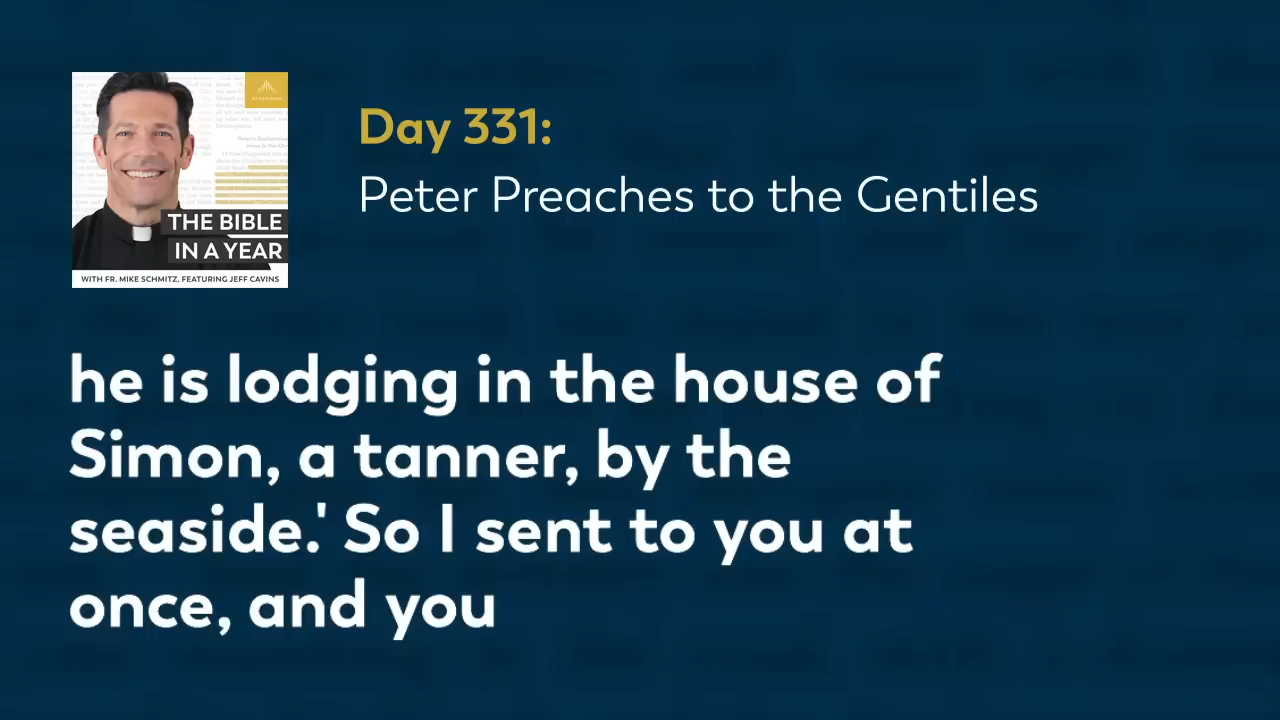 Day 331:
Peter Preaches to the Gentiles
THE BIBLE
IN A YEAR
WITH FR. MIKE SCHMITZ, FEATURING JEFF CAVINS
he is lodging in the house of
Simon, a tanner, by the
seaside.' So I sent to you at
once, and you